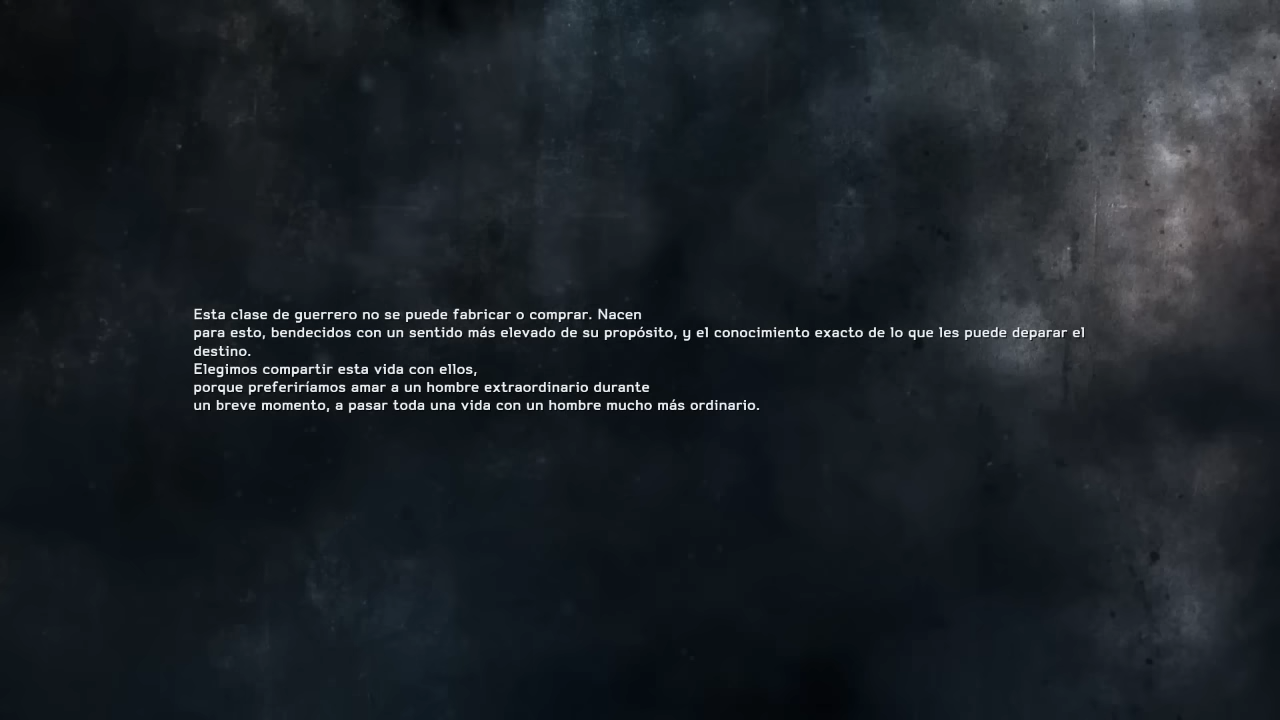 Esta clase de guerrero no se puede fabricar o comprar. Nacen
para esto, bendecidos con un sentido más elevado de su propósito, y el conocimiento exacto de lo que les puede deparar el
destino.
Elegimos compartir esta vida con ellos,
porque preferiríamos amar a un hombre extraordinario durante
un breve momento, a pasar toda una vida con un hombre mucho más ordinario.